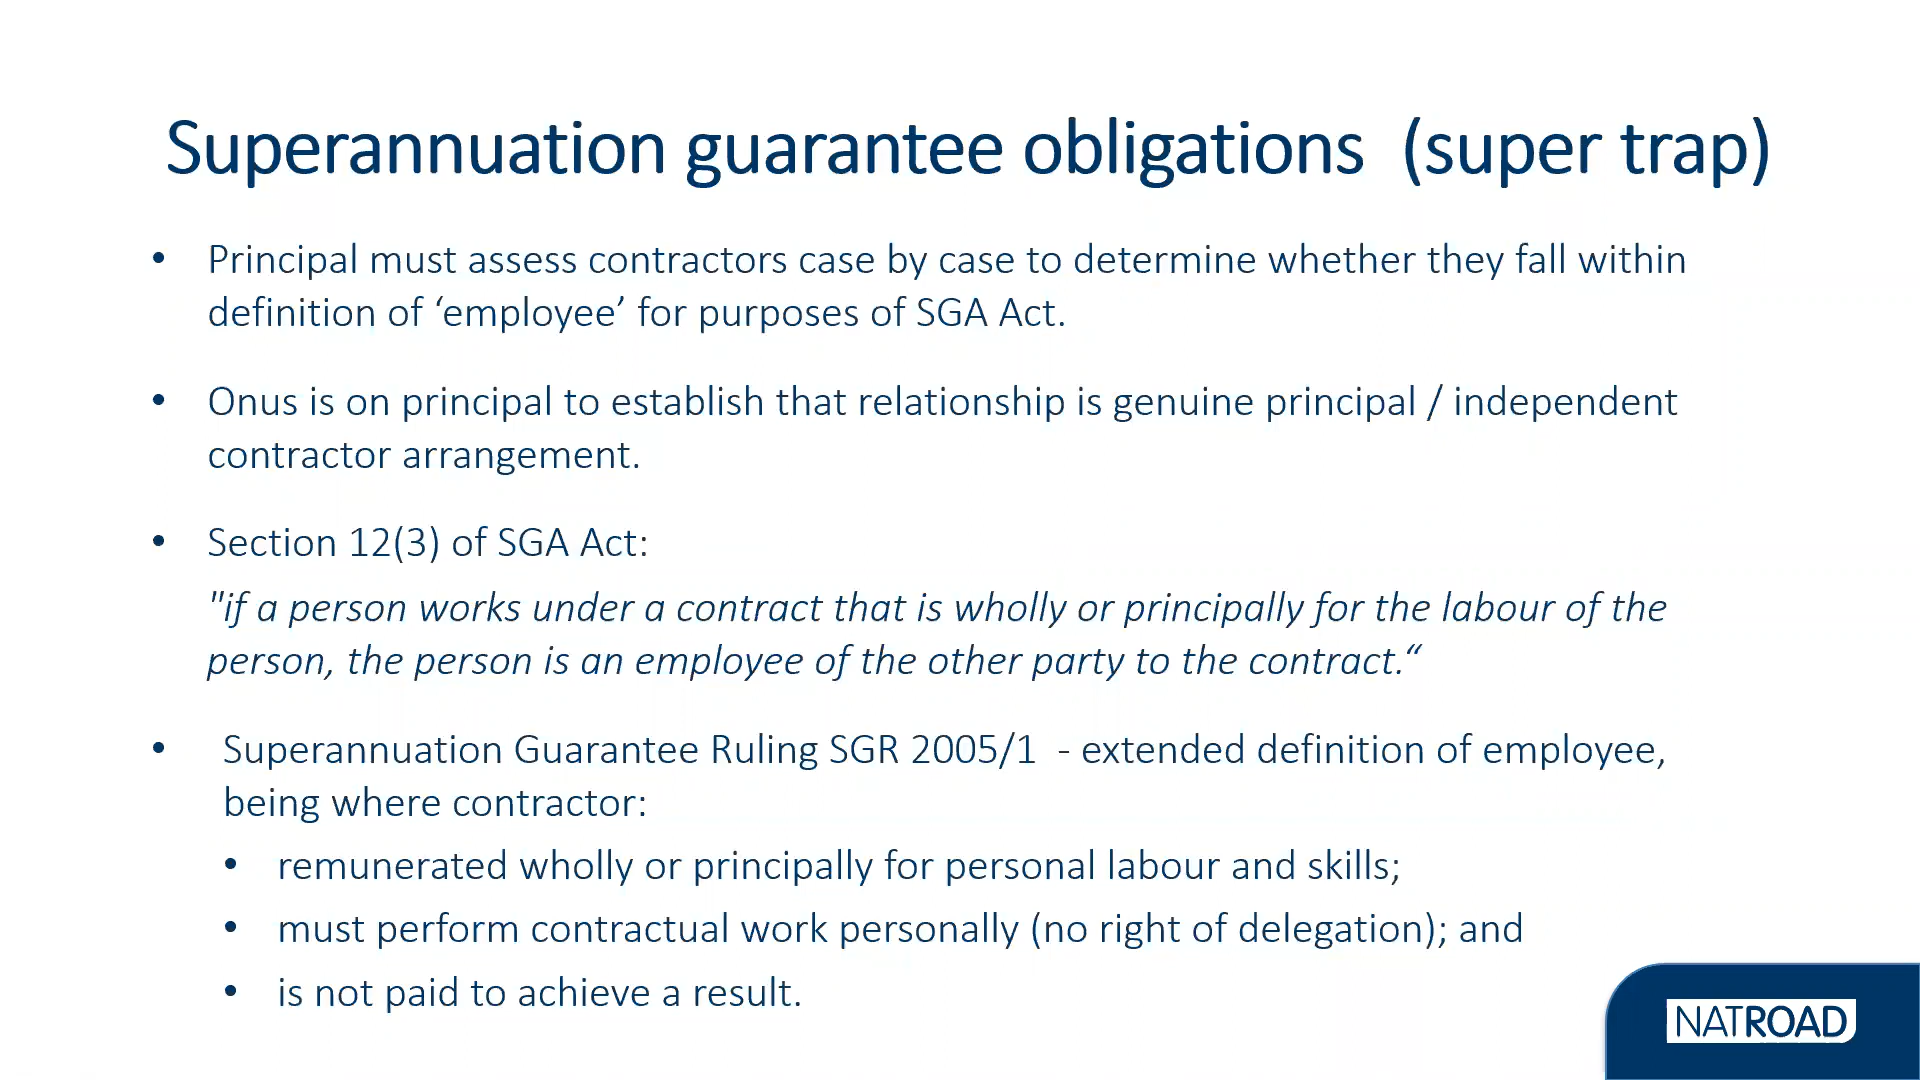 Superannuation guarantee obligations  (super trap)
• Principal must assess contractors case by case to determine whether they fall within
definition of ‘employee’ for purposes of SGA Act.
• Onus is on principal to establish that relationship is genuine principal / independent
contractor arrangement.
• Section 12(3) of SGA Act:
"if a person works under a contract that is wholly or principally for the labour of the
person, the person is an employee of the other party to the contract.“
• Superannuation Guarantee Ruling SGR 2005/1  - extended definition of employee,
being where contractor:
• remunerated wholly or principally for personal labour and skills;
• must perform contractual work personally (no right of delegation); and
• is not paid to achieve a result.
NATROAD